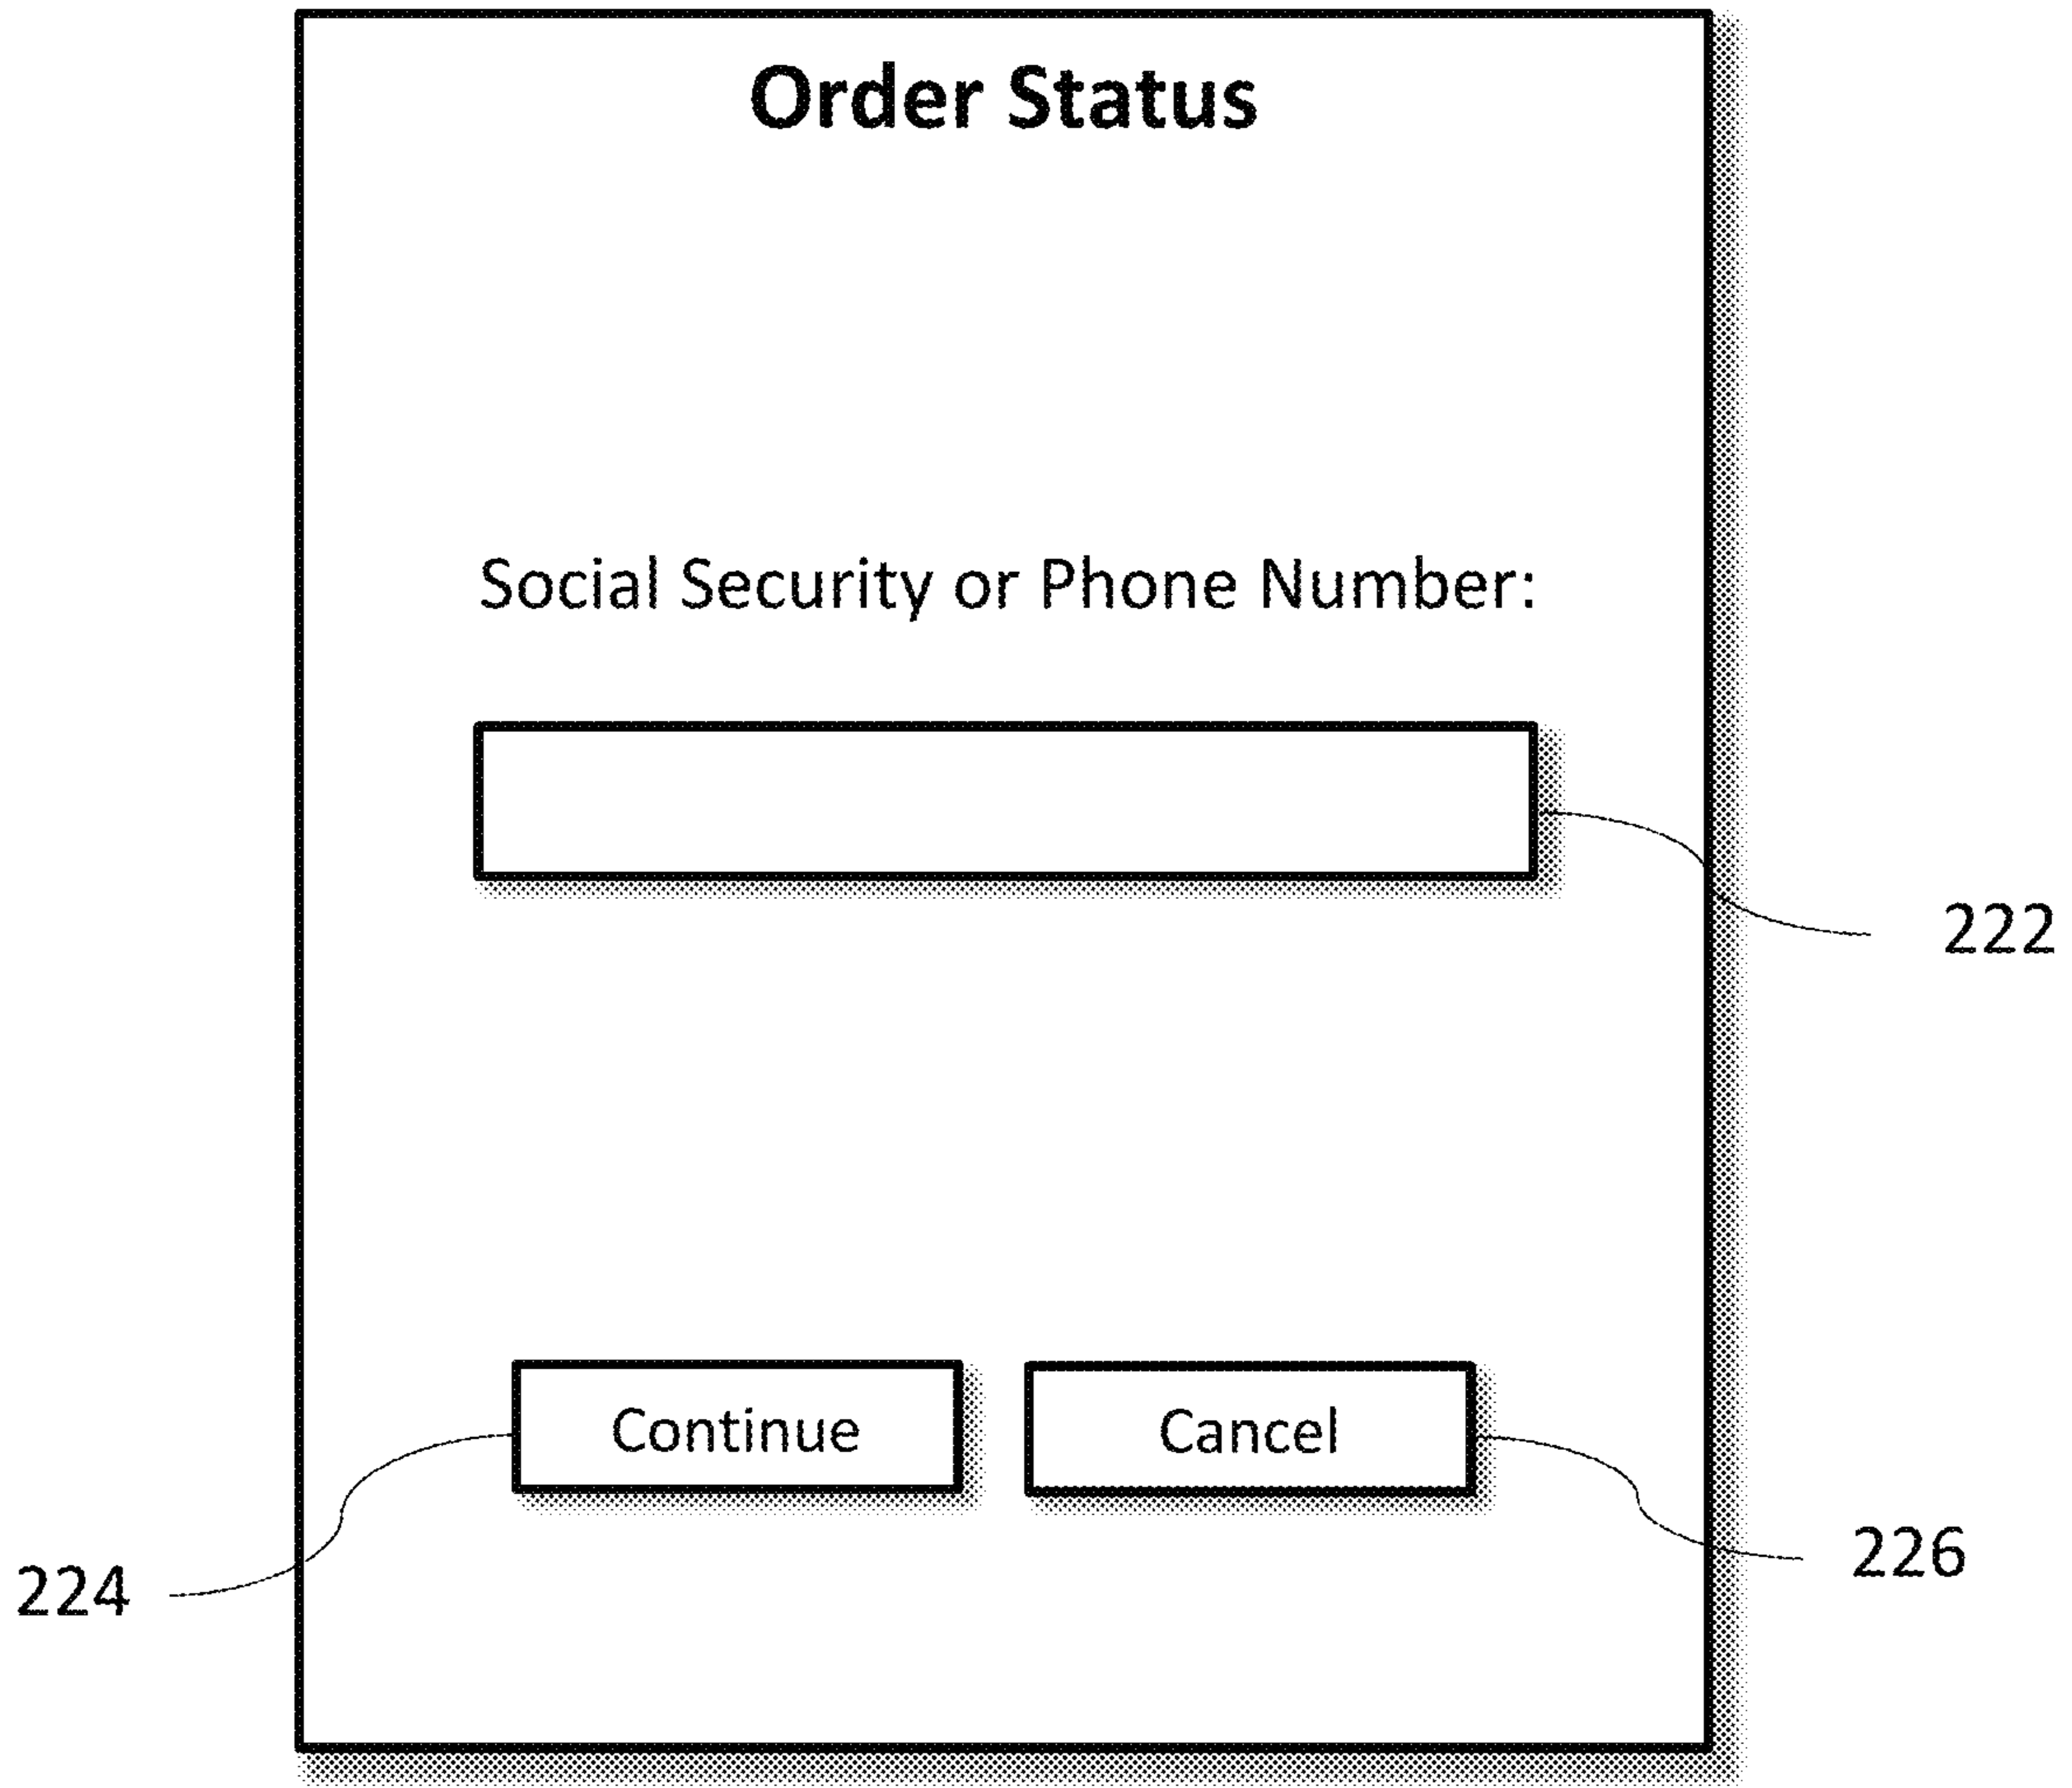 Order Status
Social Security or Phone Number:
222
Continue
Cancel
226
224